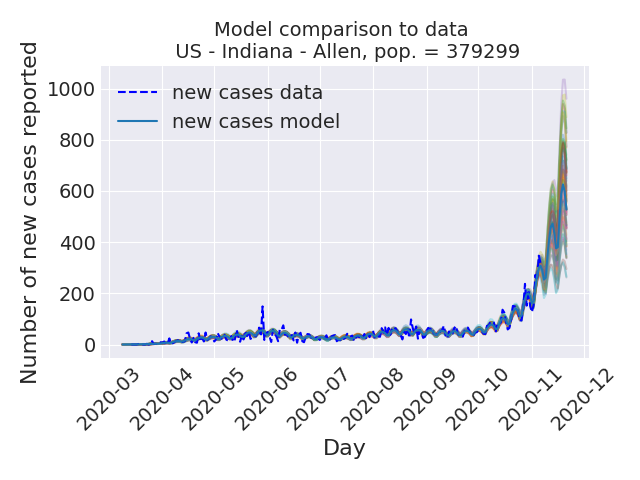 Model comparison to data
US - Indiana - Allen, pop. = 379299
Number of new cases reported
1000
800
600
400
200
0
new cases data
new cases model
2020-03
2020-04
2020-05
2020-06
2020-07
2020-08
2020-09
2020-10
2020-11
2020-12
Day